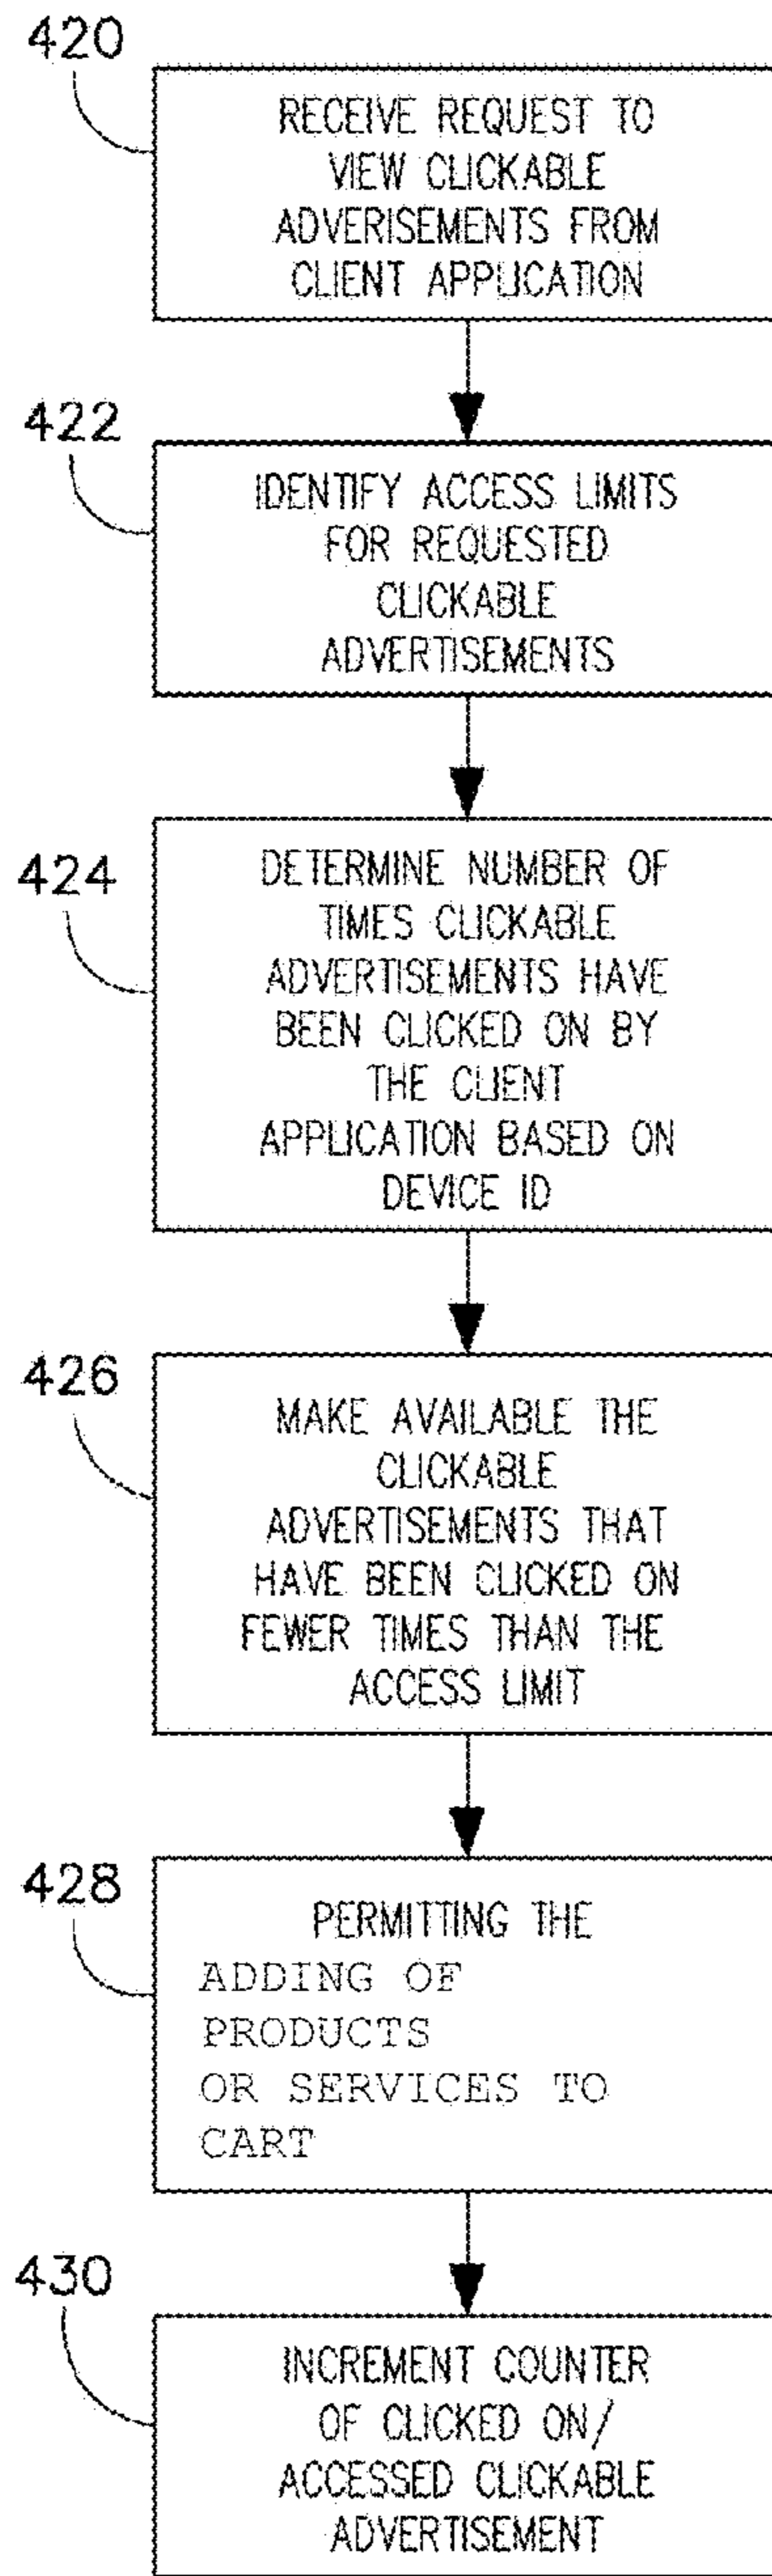 420
RECEIVE REQUEST TO
VIEW CLICKABLE
ADVERISEMENTS FROM
CLIENT APPLICATION
422
IDENTIFY ACCESS LIMITS
FOR REQUESTED
CLICKABLE
ADVERTISEMENTS
424
DETERMINE NUMBER OF
TIMES CLICKABLE
ADVERTISEMENTS HAVE
BEEN CLICKED ON BY
THE CLIENT
APPLICATION BASED ON
DEVICE ID
426
MAKE AVAILABLE THE
CLICKABLE
ADVERTISEMENTS THAT
HAVE BEEN CLICKED ON
FEWER TIMES THAN THE
ACCESS LIMIT
428
PERMITTING THE
ADDING OF
PRODUCTS
OR SERVICES TO
CART
430
INCREMENT COUNTER
OF CLICKED ON/
ACCESSED CLICKABLE
ADVERTISEMENT